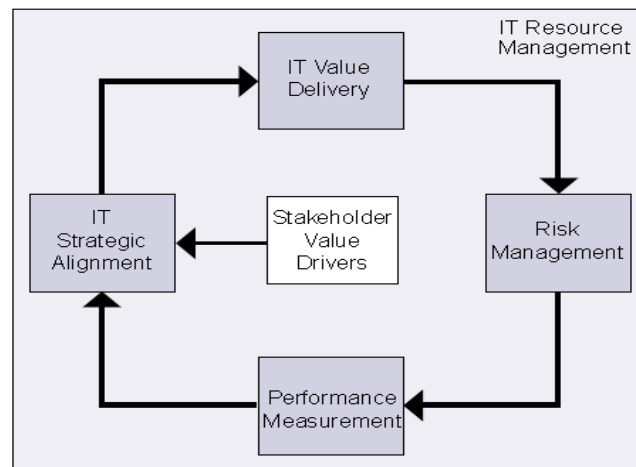 IT Resource
Management
IT Value
Delivery
IT
Strategic
Alignment
Stakeholder
Value
Drivers
Risk
Management
Performance
Measurement